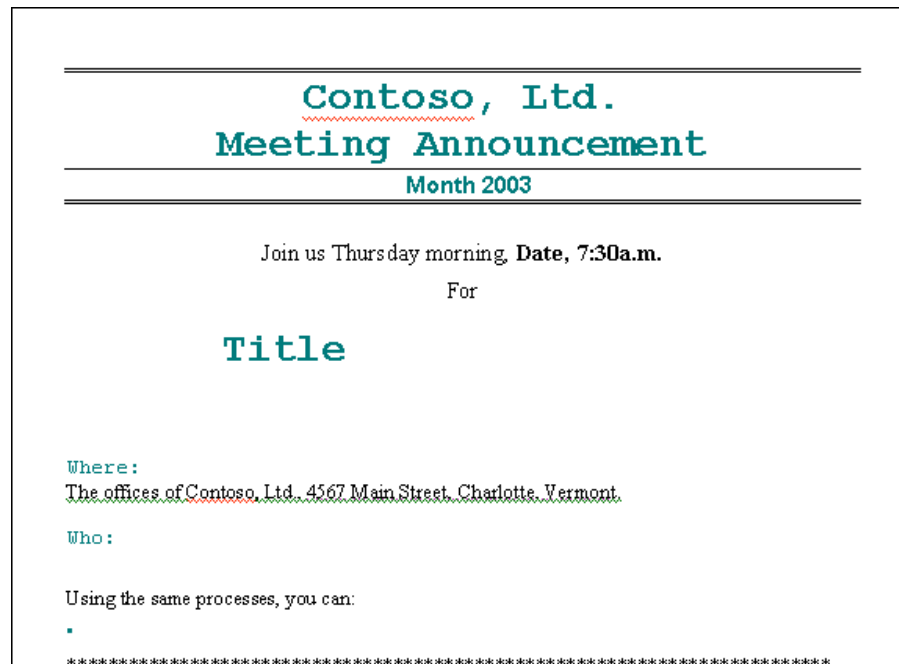 Contoso, Ltd.
Meeting Announcement
Month 2003
Join us Thursday morning, Date, 7:30a.m.
For
Title
Where:
The offices of Contoso, Ltd., 4567 Main Street, Charlotte, Vermont.
Who:
Using the same processes, you can:
*****************************************************************************